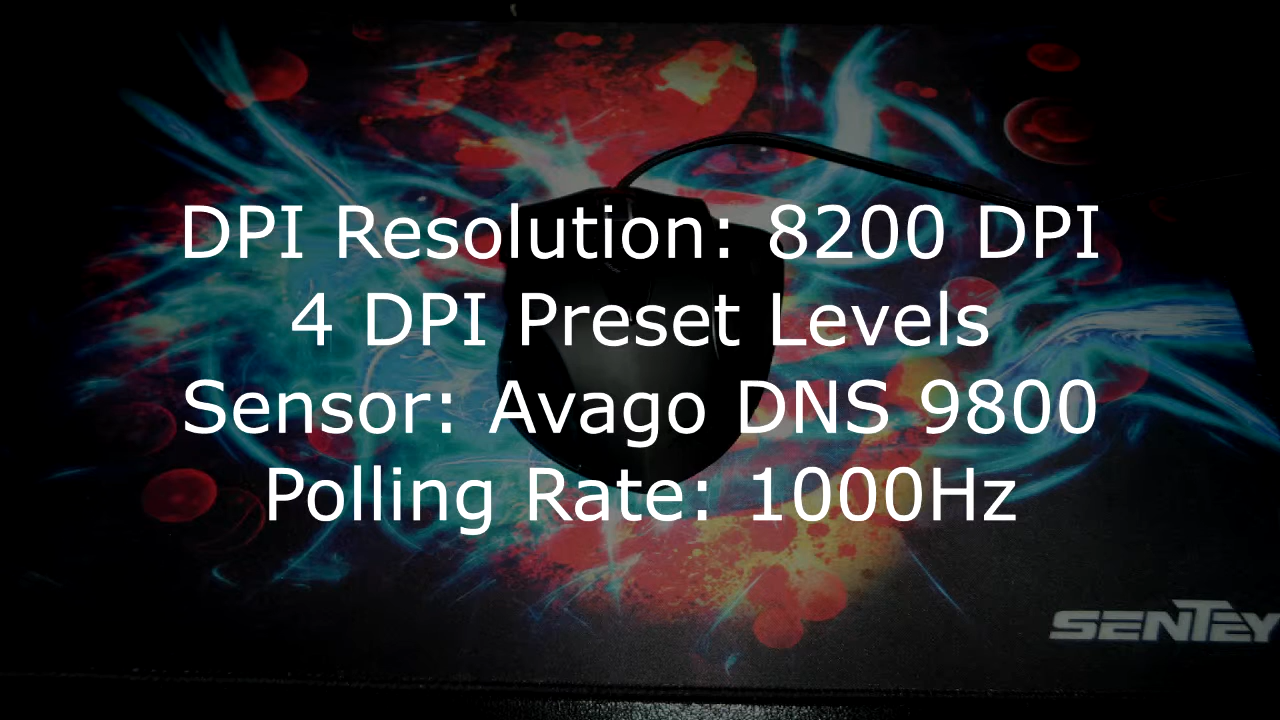 DPI Resolution: 8200 DPI
4 DPI Preset Levels
Sensor: Avago DNS 9800
Polling Rate: 1000Hz
SENTEY